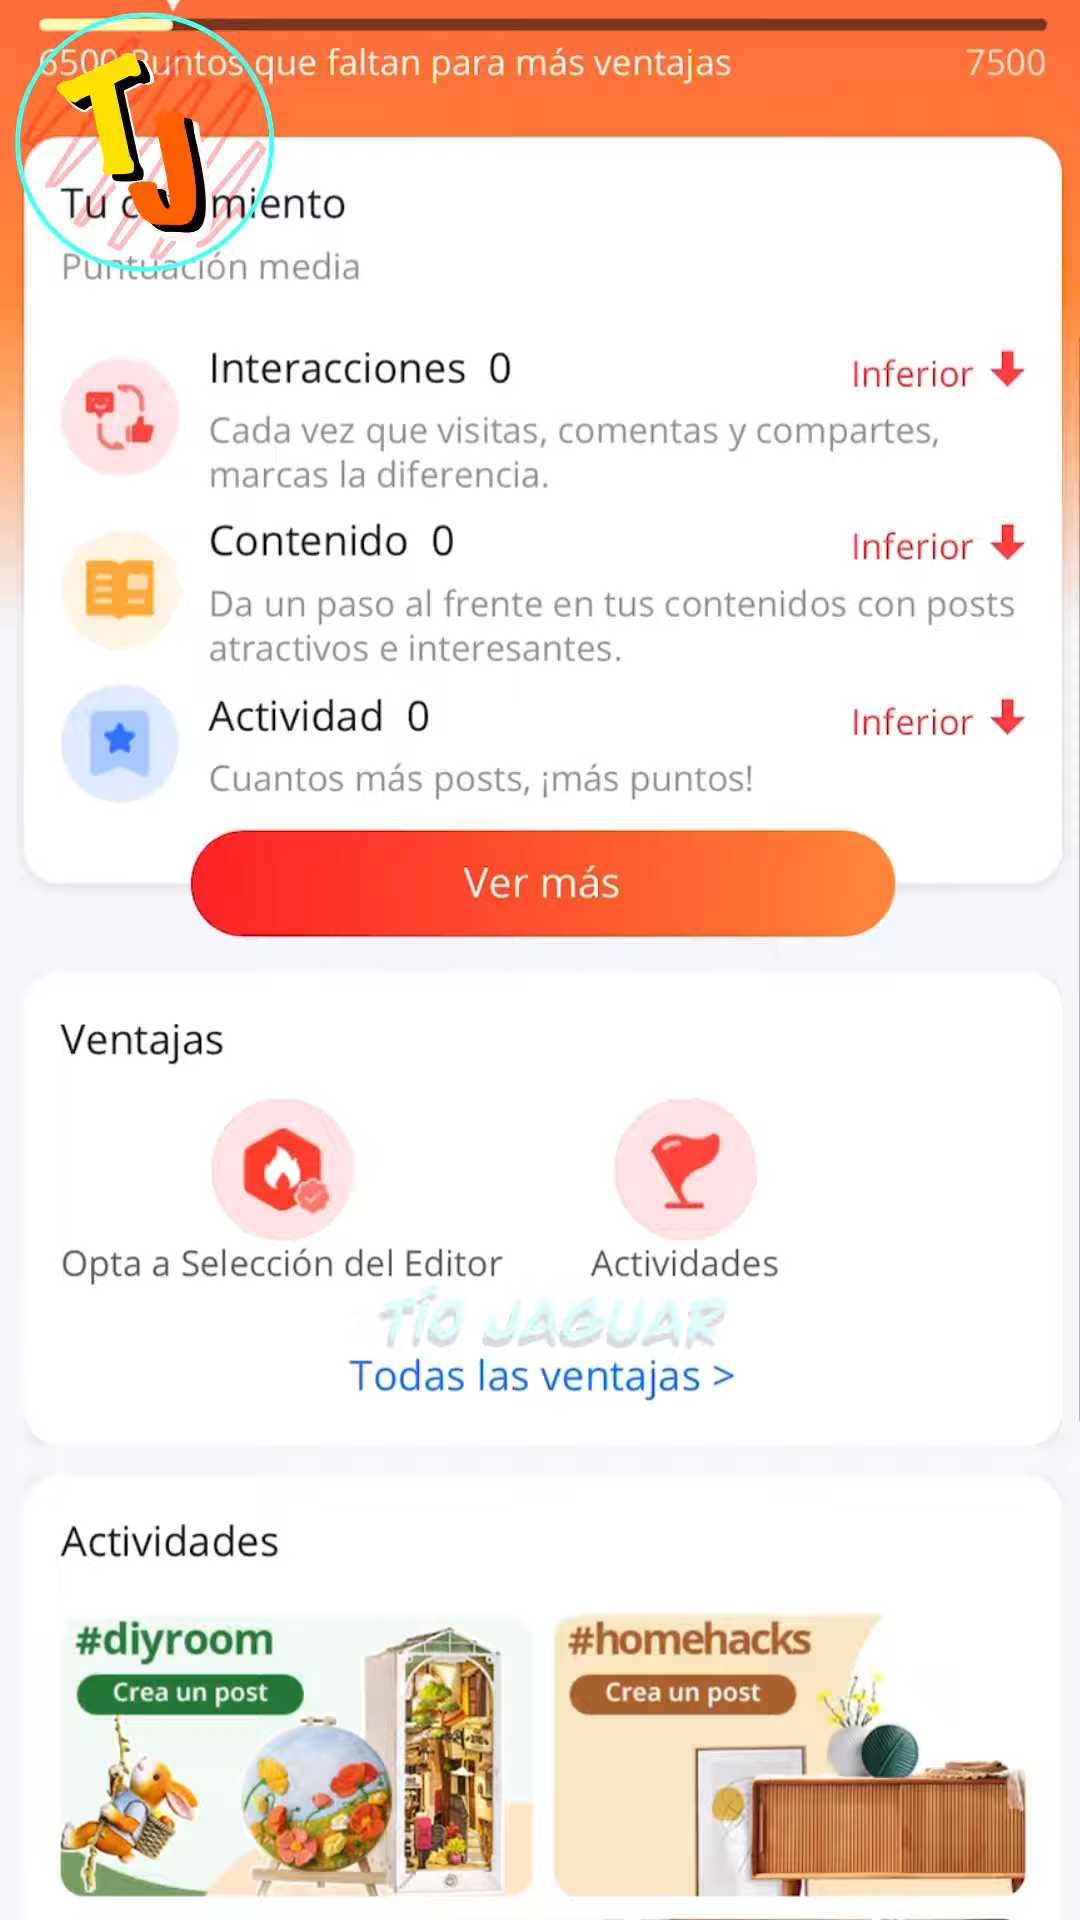 6500 Puntos que faltan para más ventajas 7500
TJ
Tu miento
Puntuación media
Interacciones 0 Inferior
Cada vez que visitas, comentas y compartes,
marcas la diferencia.
Contenido 0 Inferior
Da un paso al frente en tus contenidos con posts
atractivos e interesantes.
Actividad 0 Inferior
Cuantos más posts, ¡más puntos!
Ver más
Ventajas
Opta a Selección del Editor Actividades
TÍO JAGUAR
Todas las ventajas >
Actividades
#diyroom #homehacks
Crea un post Crea un post